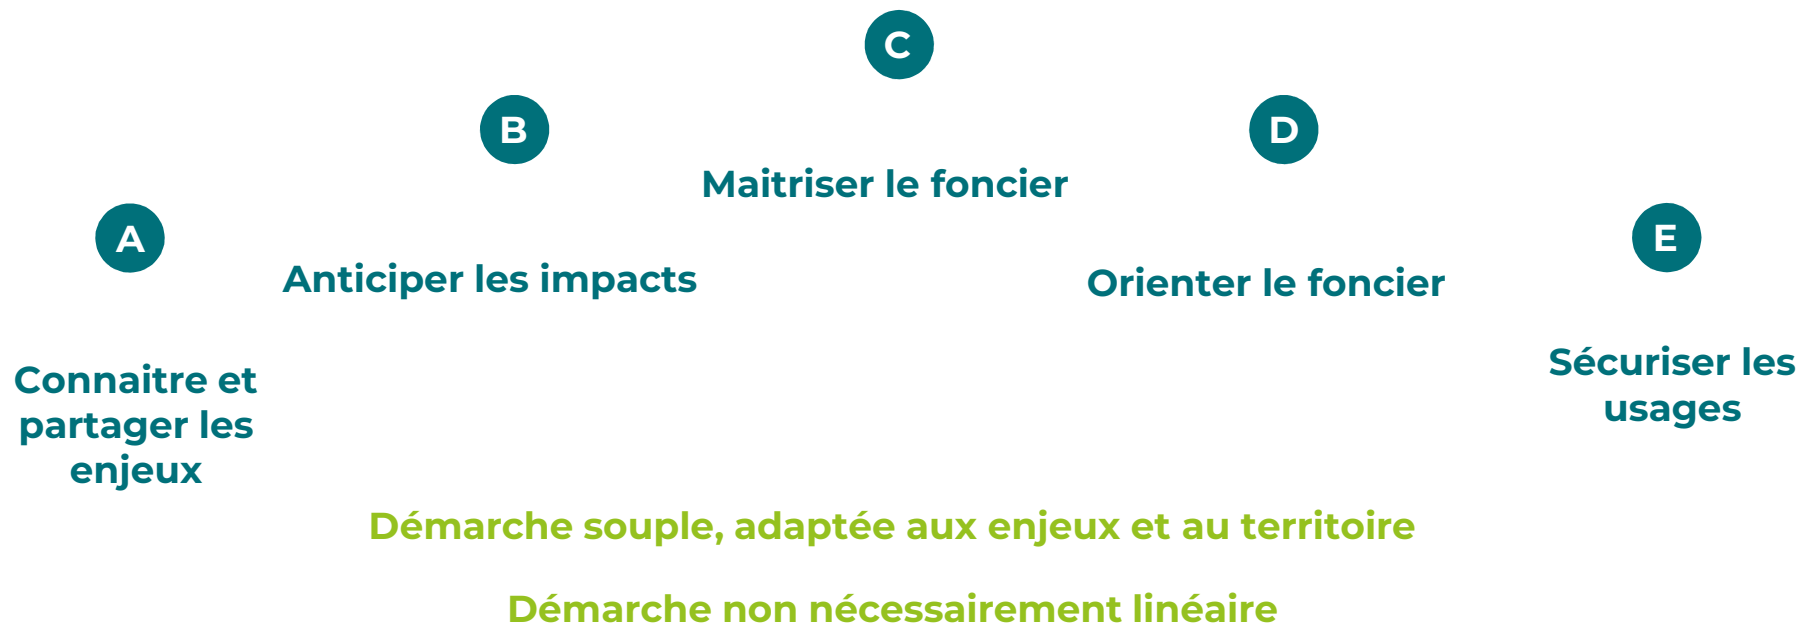 A
Connaitre et
partager les
enjeux
B
Anticiper les impacts
C
Maitriser le foncier
D
Orienter le foncier
E
Sécuriser les
usages
Démarche souple, adaptée aux enjeux et au territoire
Démarche non nécessairement linéaire